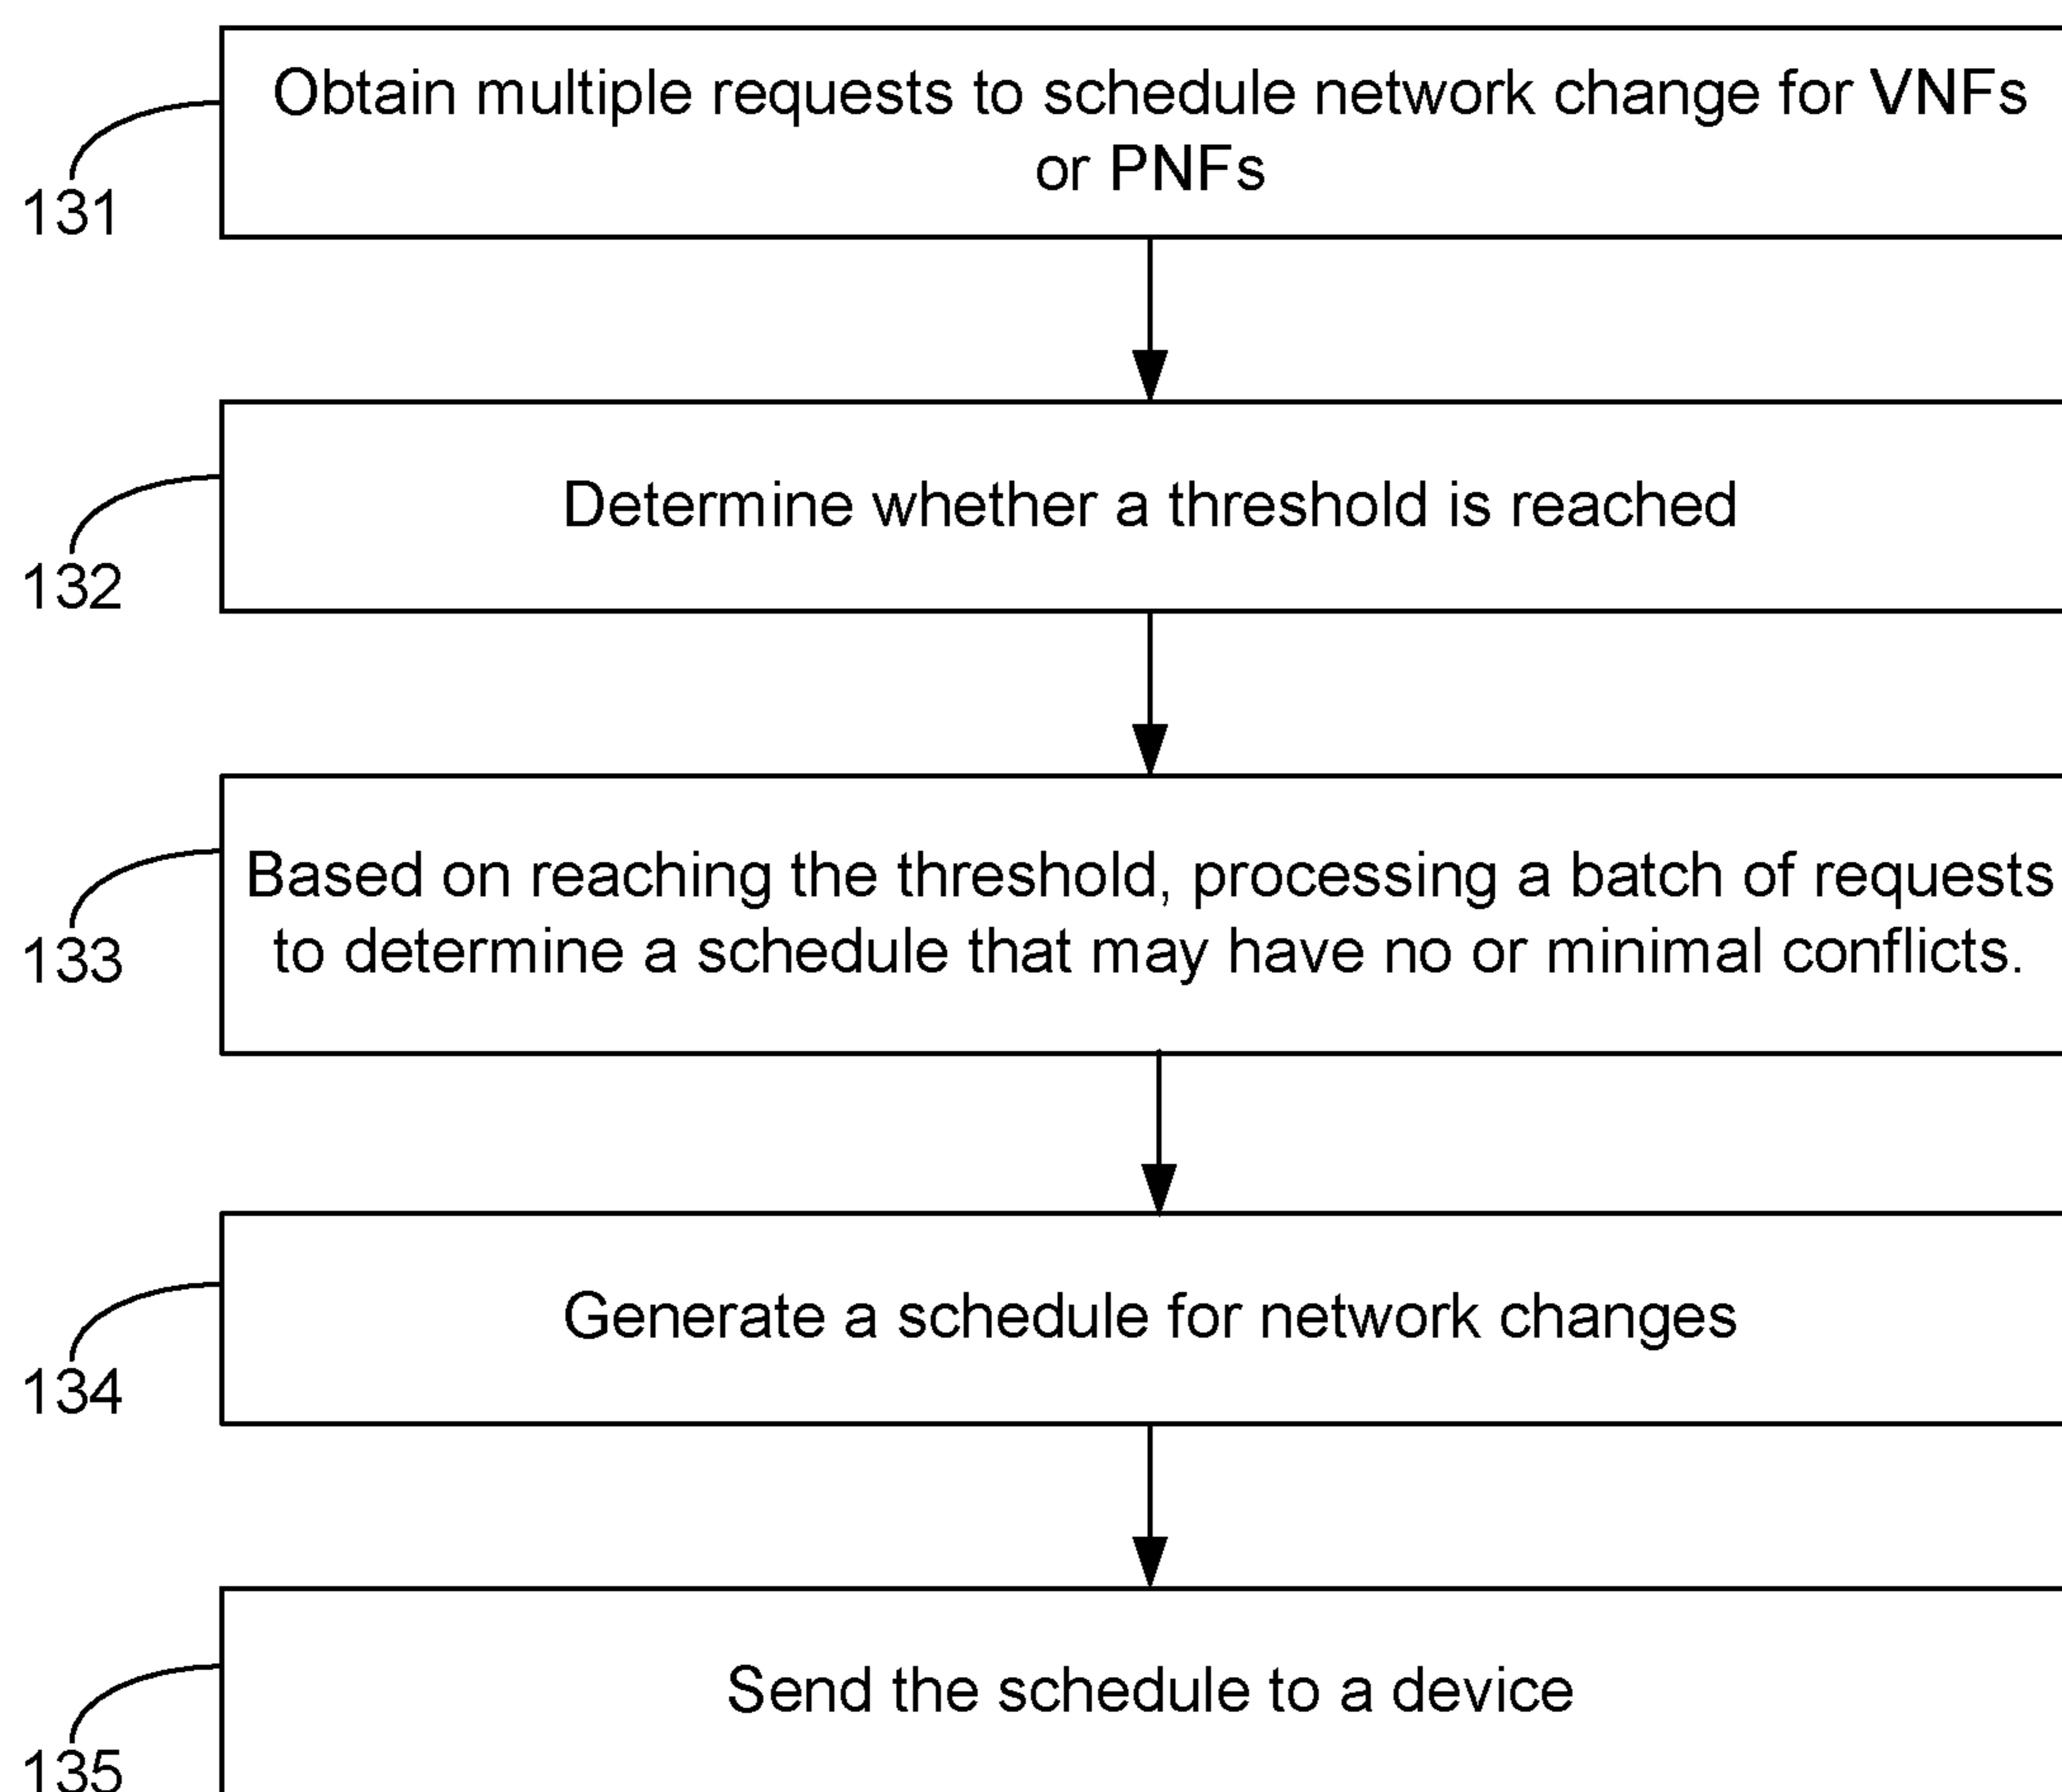 Obtain multiple requests to schedule network change for VNFs
or PNFs
131
Determine whether a threshold is reached
132
Based on reaching the threshold, processing a batch of requests
to determine a schedule that may have no or minimal conflicts.
133
Generate a schedule for network changes
134
Send the schedule to a device
135